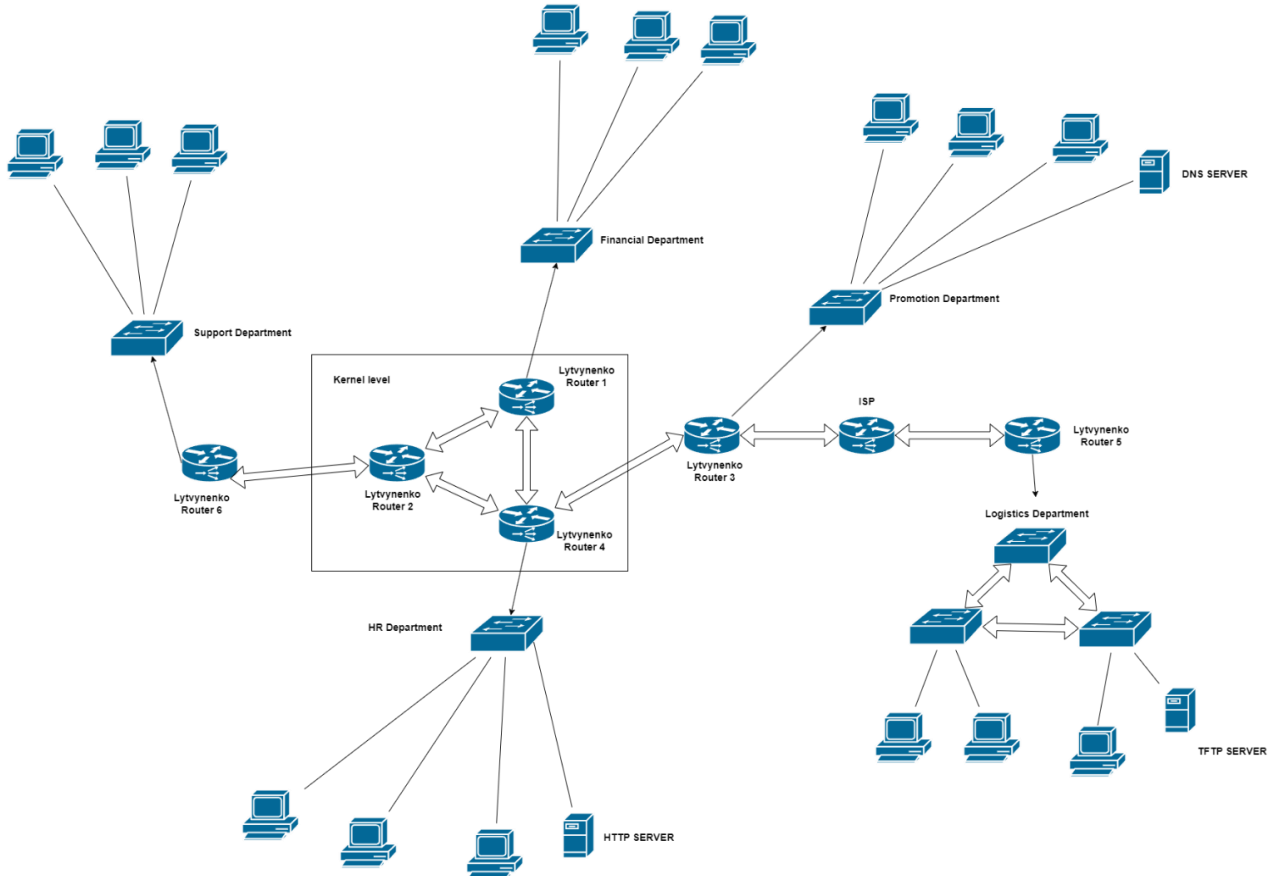 DNS SERVER
Financial Department
Promotion Department
Support Department
Kernel level
Lytvynenko
Router 1
ISP
Lytvynenko
Router 5
Lytvynenko
Router 3
Lytvynenko
Router 6
Lytvynenko
Router 2
Lytvynenko
Router 4
Logistics Department
HR Department
TFTP SERVER
HTTP SERVER